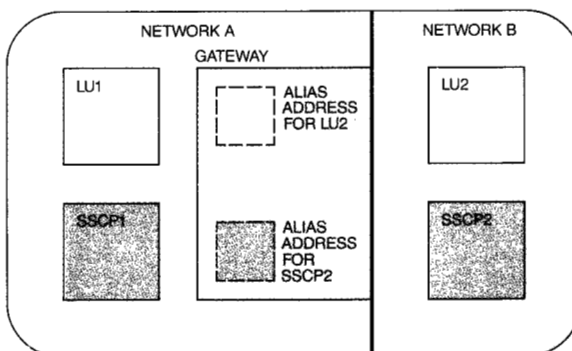 NETWORK A
NETWORK B
GATEWAY
LU1
ALIAS
ADDRESS
FOR LU2
LU2
SSCP1
ALIAS
ADDRESS
FOR
SSCP2
SSCP2